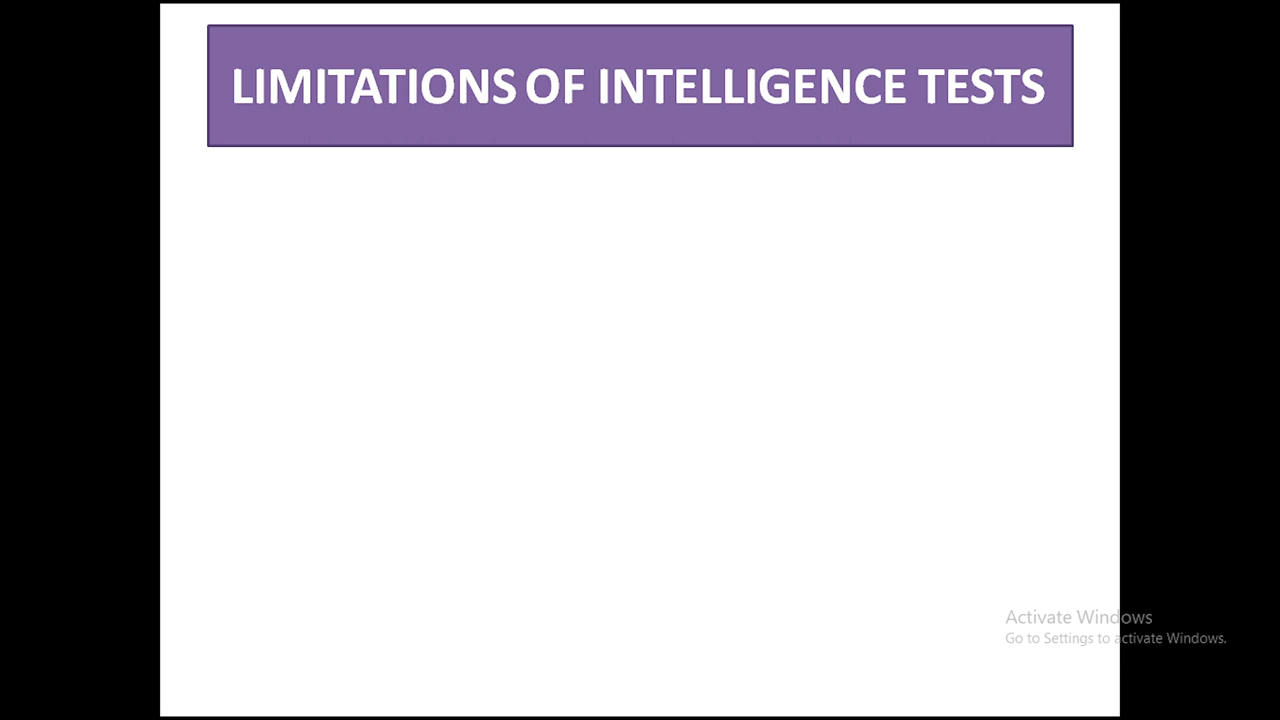 LIMITATIONS OF INTELLIGENCE TESTS
Activate Windows
Go to Settings to activate Windows.